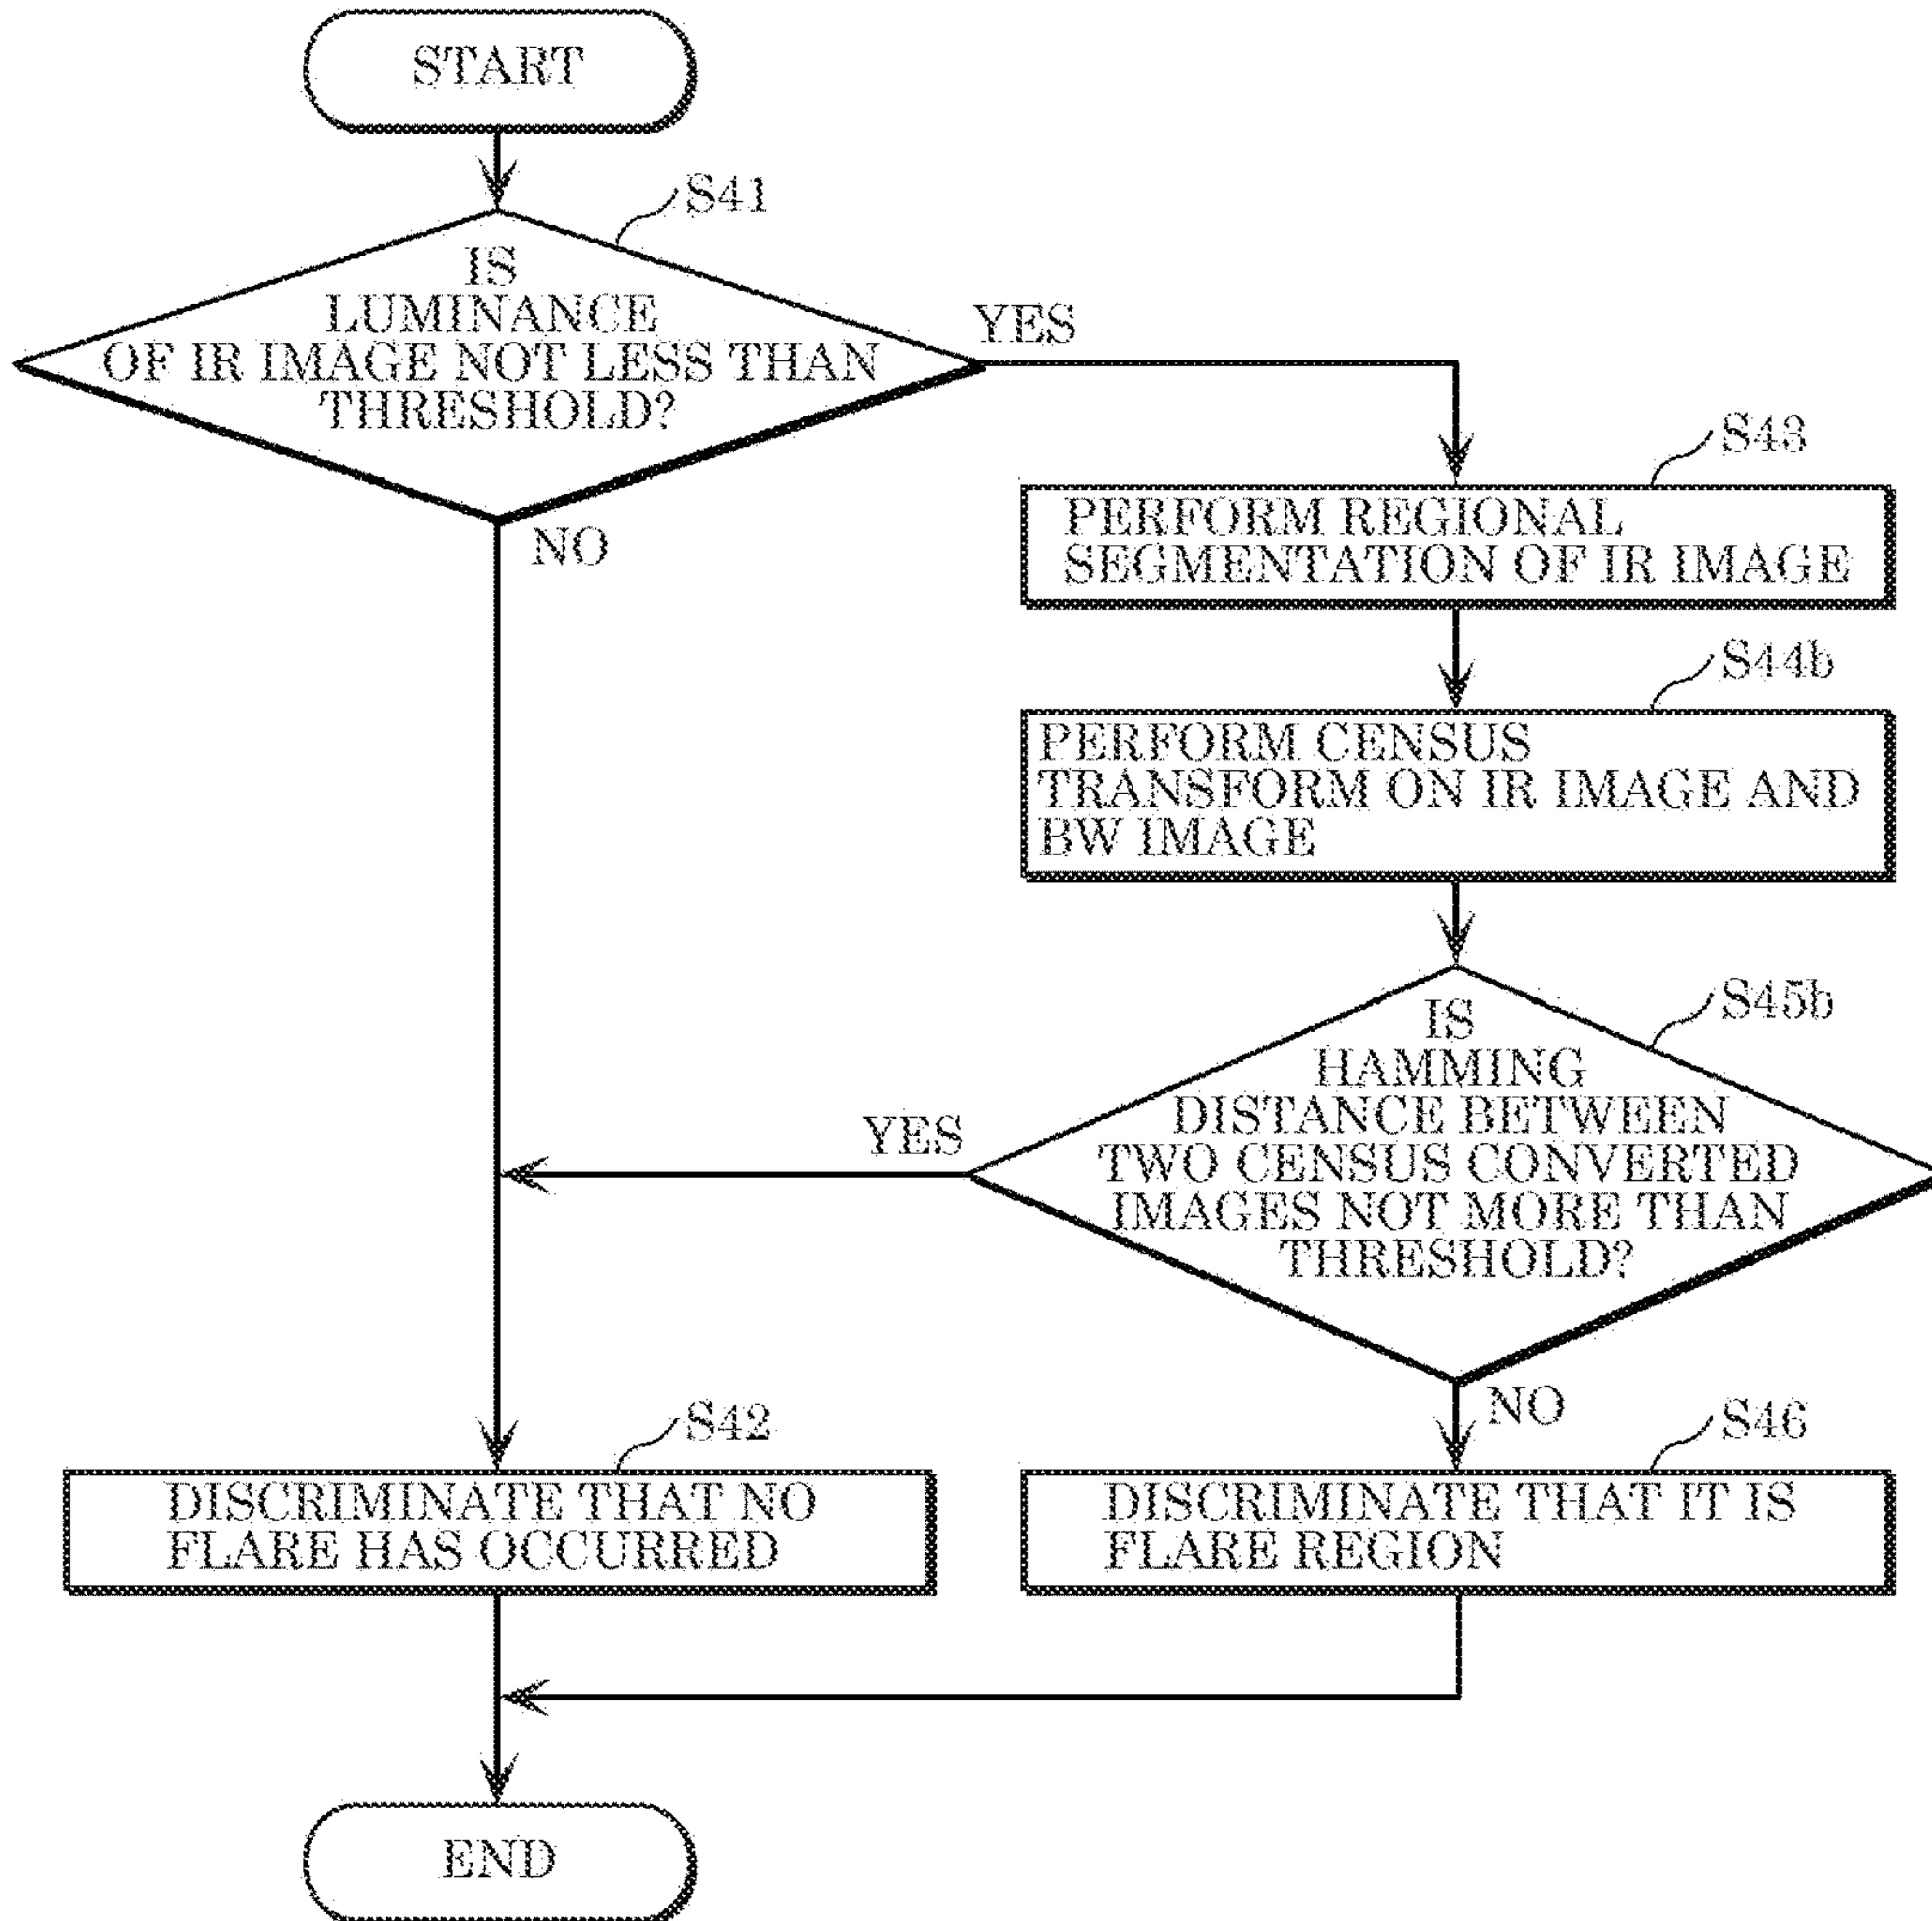 START
S41
IS
LUMINANCE
OF IR IMAGE NOT LESS THAN
THRESHOLD?
YES
NO
S43
PERFORM REGIONAL
SEGMENTATION OF IR IMAGE
S44b
PERFORM CENSUS
TRANSFORM ON IR IMAGE AND
BW IMAGE
S45b
IS
HAMMING
DISTANCE BETWEEN
TWO CENSUS CONVERTED
IMAGES NOT MORE THAN
THRESHOLD?
YES
NO
S42
DISCRIMINATE THAT NO
FLARE HAS OCCURRED
S46
DISCRIMINATE THAT IT IS
FLARE REGION
END